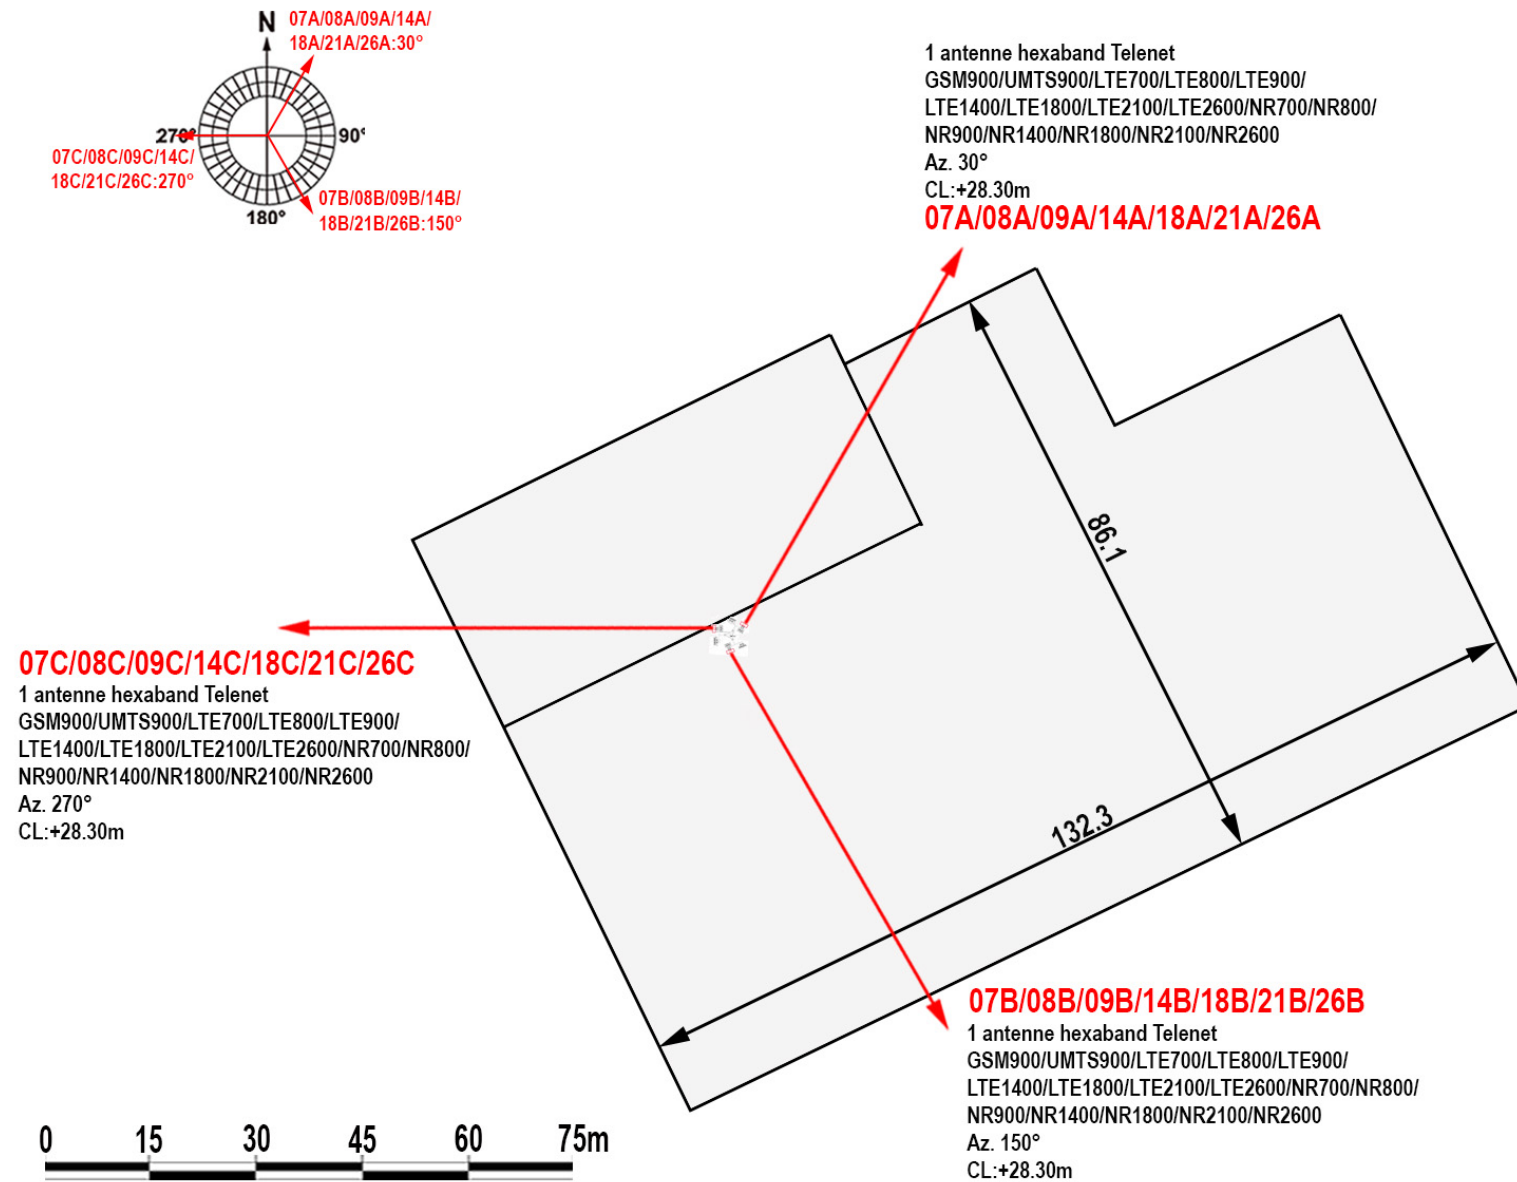 N
07A/08A/09A/14A/
18A/21A/26A:30°
270°
90°
07C/08C/09C/14C/
18C/21C/26C:270°
07B/08B/09B/14B/
18B/21B/26B:150°
180°
1 antenne hexaband Telenet
GSM900/UMTS900/LTE700/LTE800/LTE900/
LTE1400/LTE1800/LTE2100/LTE2600/NR700/NR800/
NR900/NR1400/NR1800/NR2100/NR2600
Az. 30°
CL:+28.30m
07A/08A/09A/14A/18A/21A/26A
86.1
07C/08C/09C/14C/18C/21C/26C
1 antenne hexaband Telenet
GSM900/UMTS900/LTE700/LTE800/LTE900/
LTE1400/LTE1800/LTE2100/LTE2600/NR700/NR800/
NR900/NR1400/NR1800/NR2100/NR2600
Az. 270°
CL:+28.30m
132.3
07B/08B/09B/14B/18B/21B/26B
1 antenne hexaband Telenet
GSM900/UMTS900/LTE700/LTE800/LTE900/
LTE1400/LTE1800/LTE2100/LTE2600/NR700/NR800/
NR900/NR1400/NR1800/NR2100/NR2600
Az. 150°
CL:+28.30m
0 15 30 45 60 75m